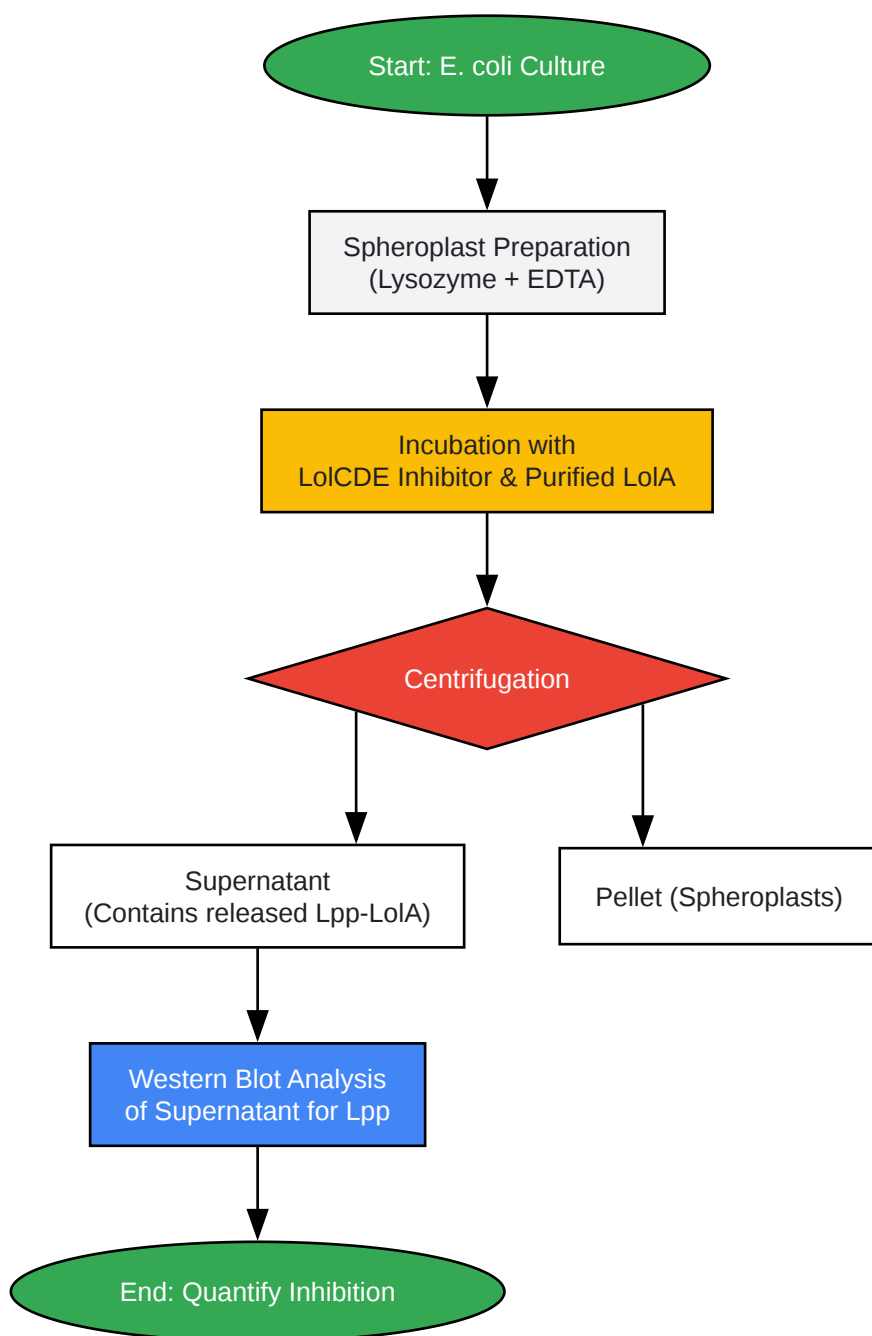 Start: E. coli Culture
Spheroplast Preparation
(Lysozyme + EDTA)
Incubation with
LolCDE Inhibitor & Purified LolA
Centrifugation
Supernatant
(Contains released Lpp-LolA)
Pellet (Spheroplasts)
Western Blot Analysis
of Supernatant for Lpp
End: Quantify Inhibition